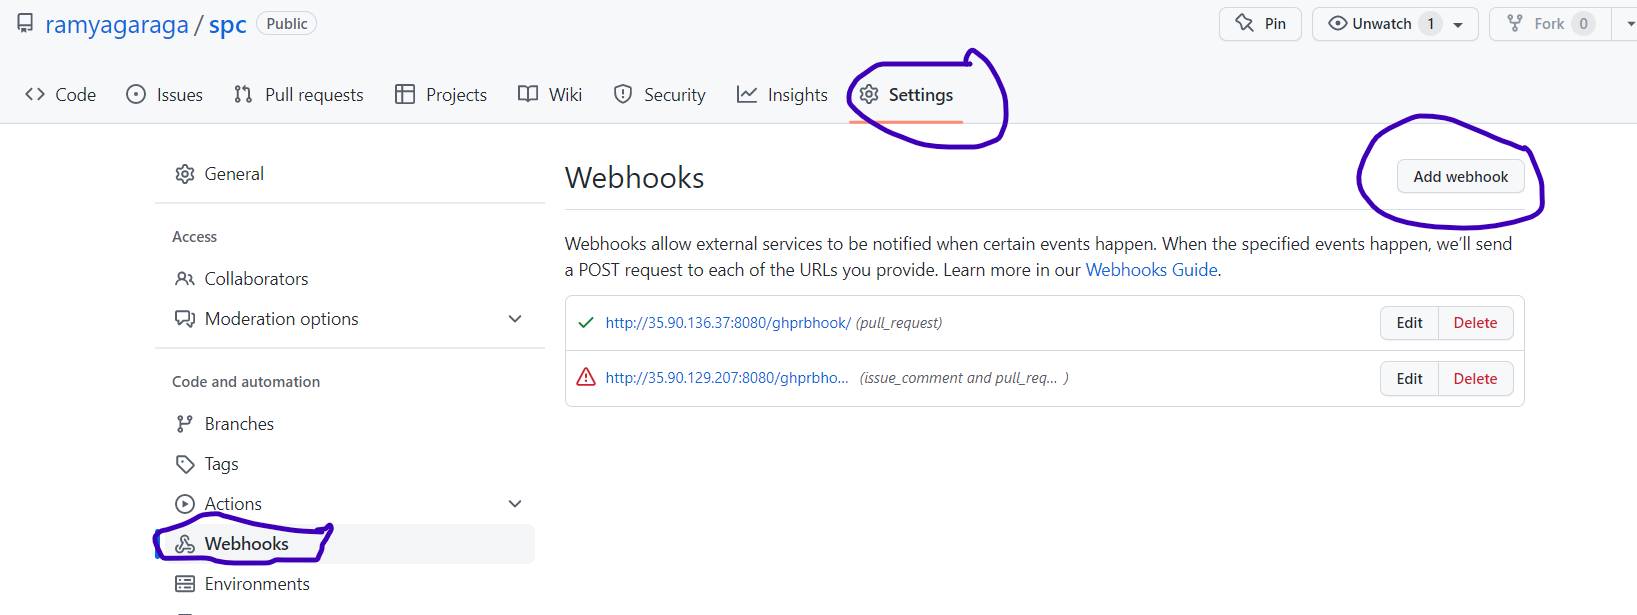 ramyagaraga / spc Public Pin Unwatch 1 Fork 0
Code Issues Pull requests Projects Wiki Security Insights Settings
General
Access
Collaborators
Moderation options
Code and automation
Branches
Tags
Actions
Webhooks
Environments
Webhooks Add webhook
Webhooks allow external services to be notified when certain events happen. When the specified events happen, we'll send
a POST request to each of the URLs you provide. Learn more in our Webhooks Guide.
http://35.90.136.37:8080/ghprbhook/ (pull_request) Edit Delete
http://35.90.129.207:8080/ghprbho... (issue_comment and pull_req... ) Edit Delete